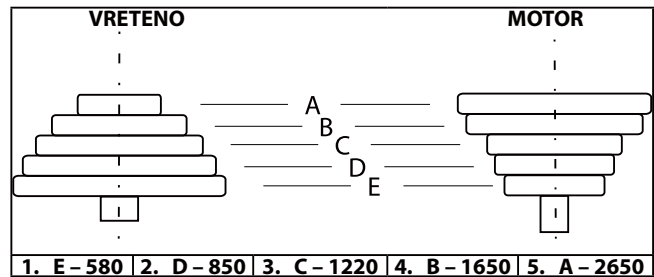 VRETENO MOTOR
A
B
C
D
E
1. E – 580 2. D – 850 3. C – 1220 4. B – 1650 5. A – 2650